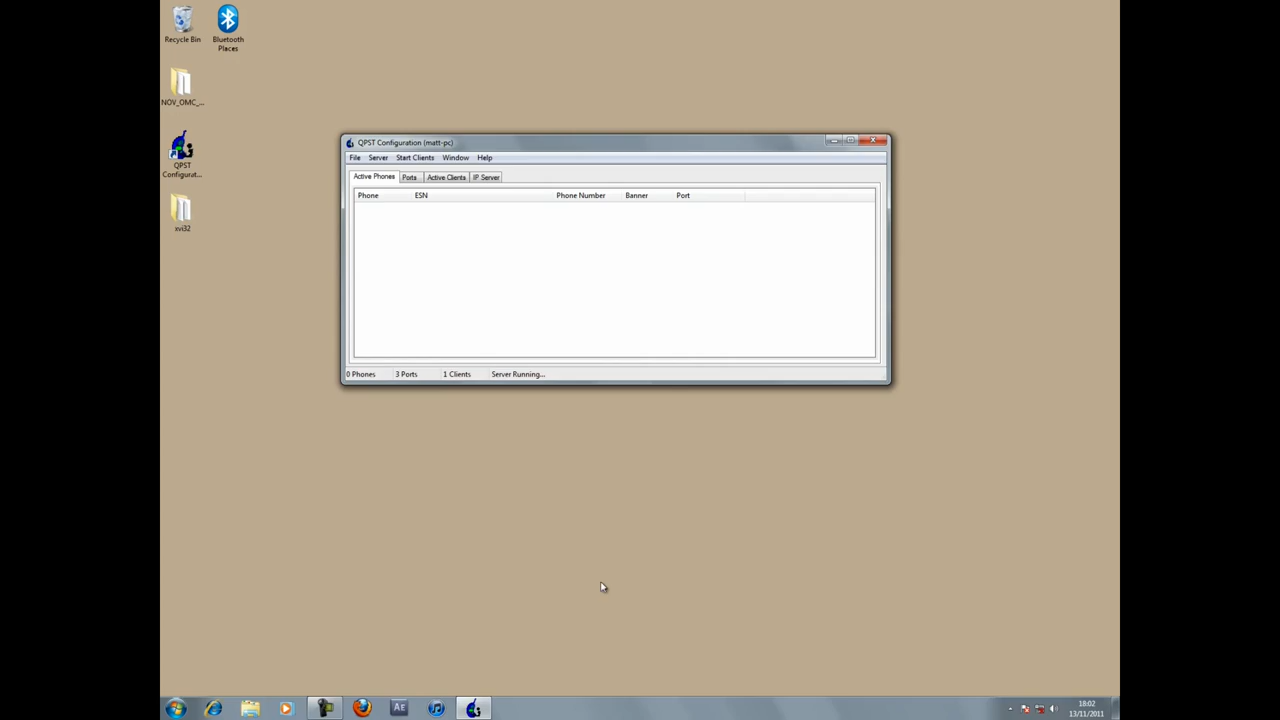 Recycle Bin
Bluetooth
Places
NOV_OMC_...
QPST
Configurat...
xvi32
QPST Configuration (matt-pc)
File Server Start Clients Window Help
Active Phones Ports Active Clients IP Server
Phone ESN Phone Number Banner Port
0 Phones 3 Ports 1 Clients Server Running...
Ae
18:02
13/11/2011